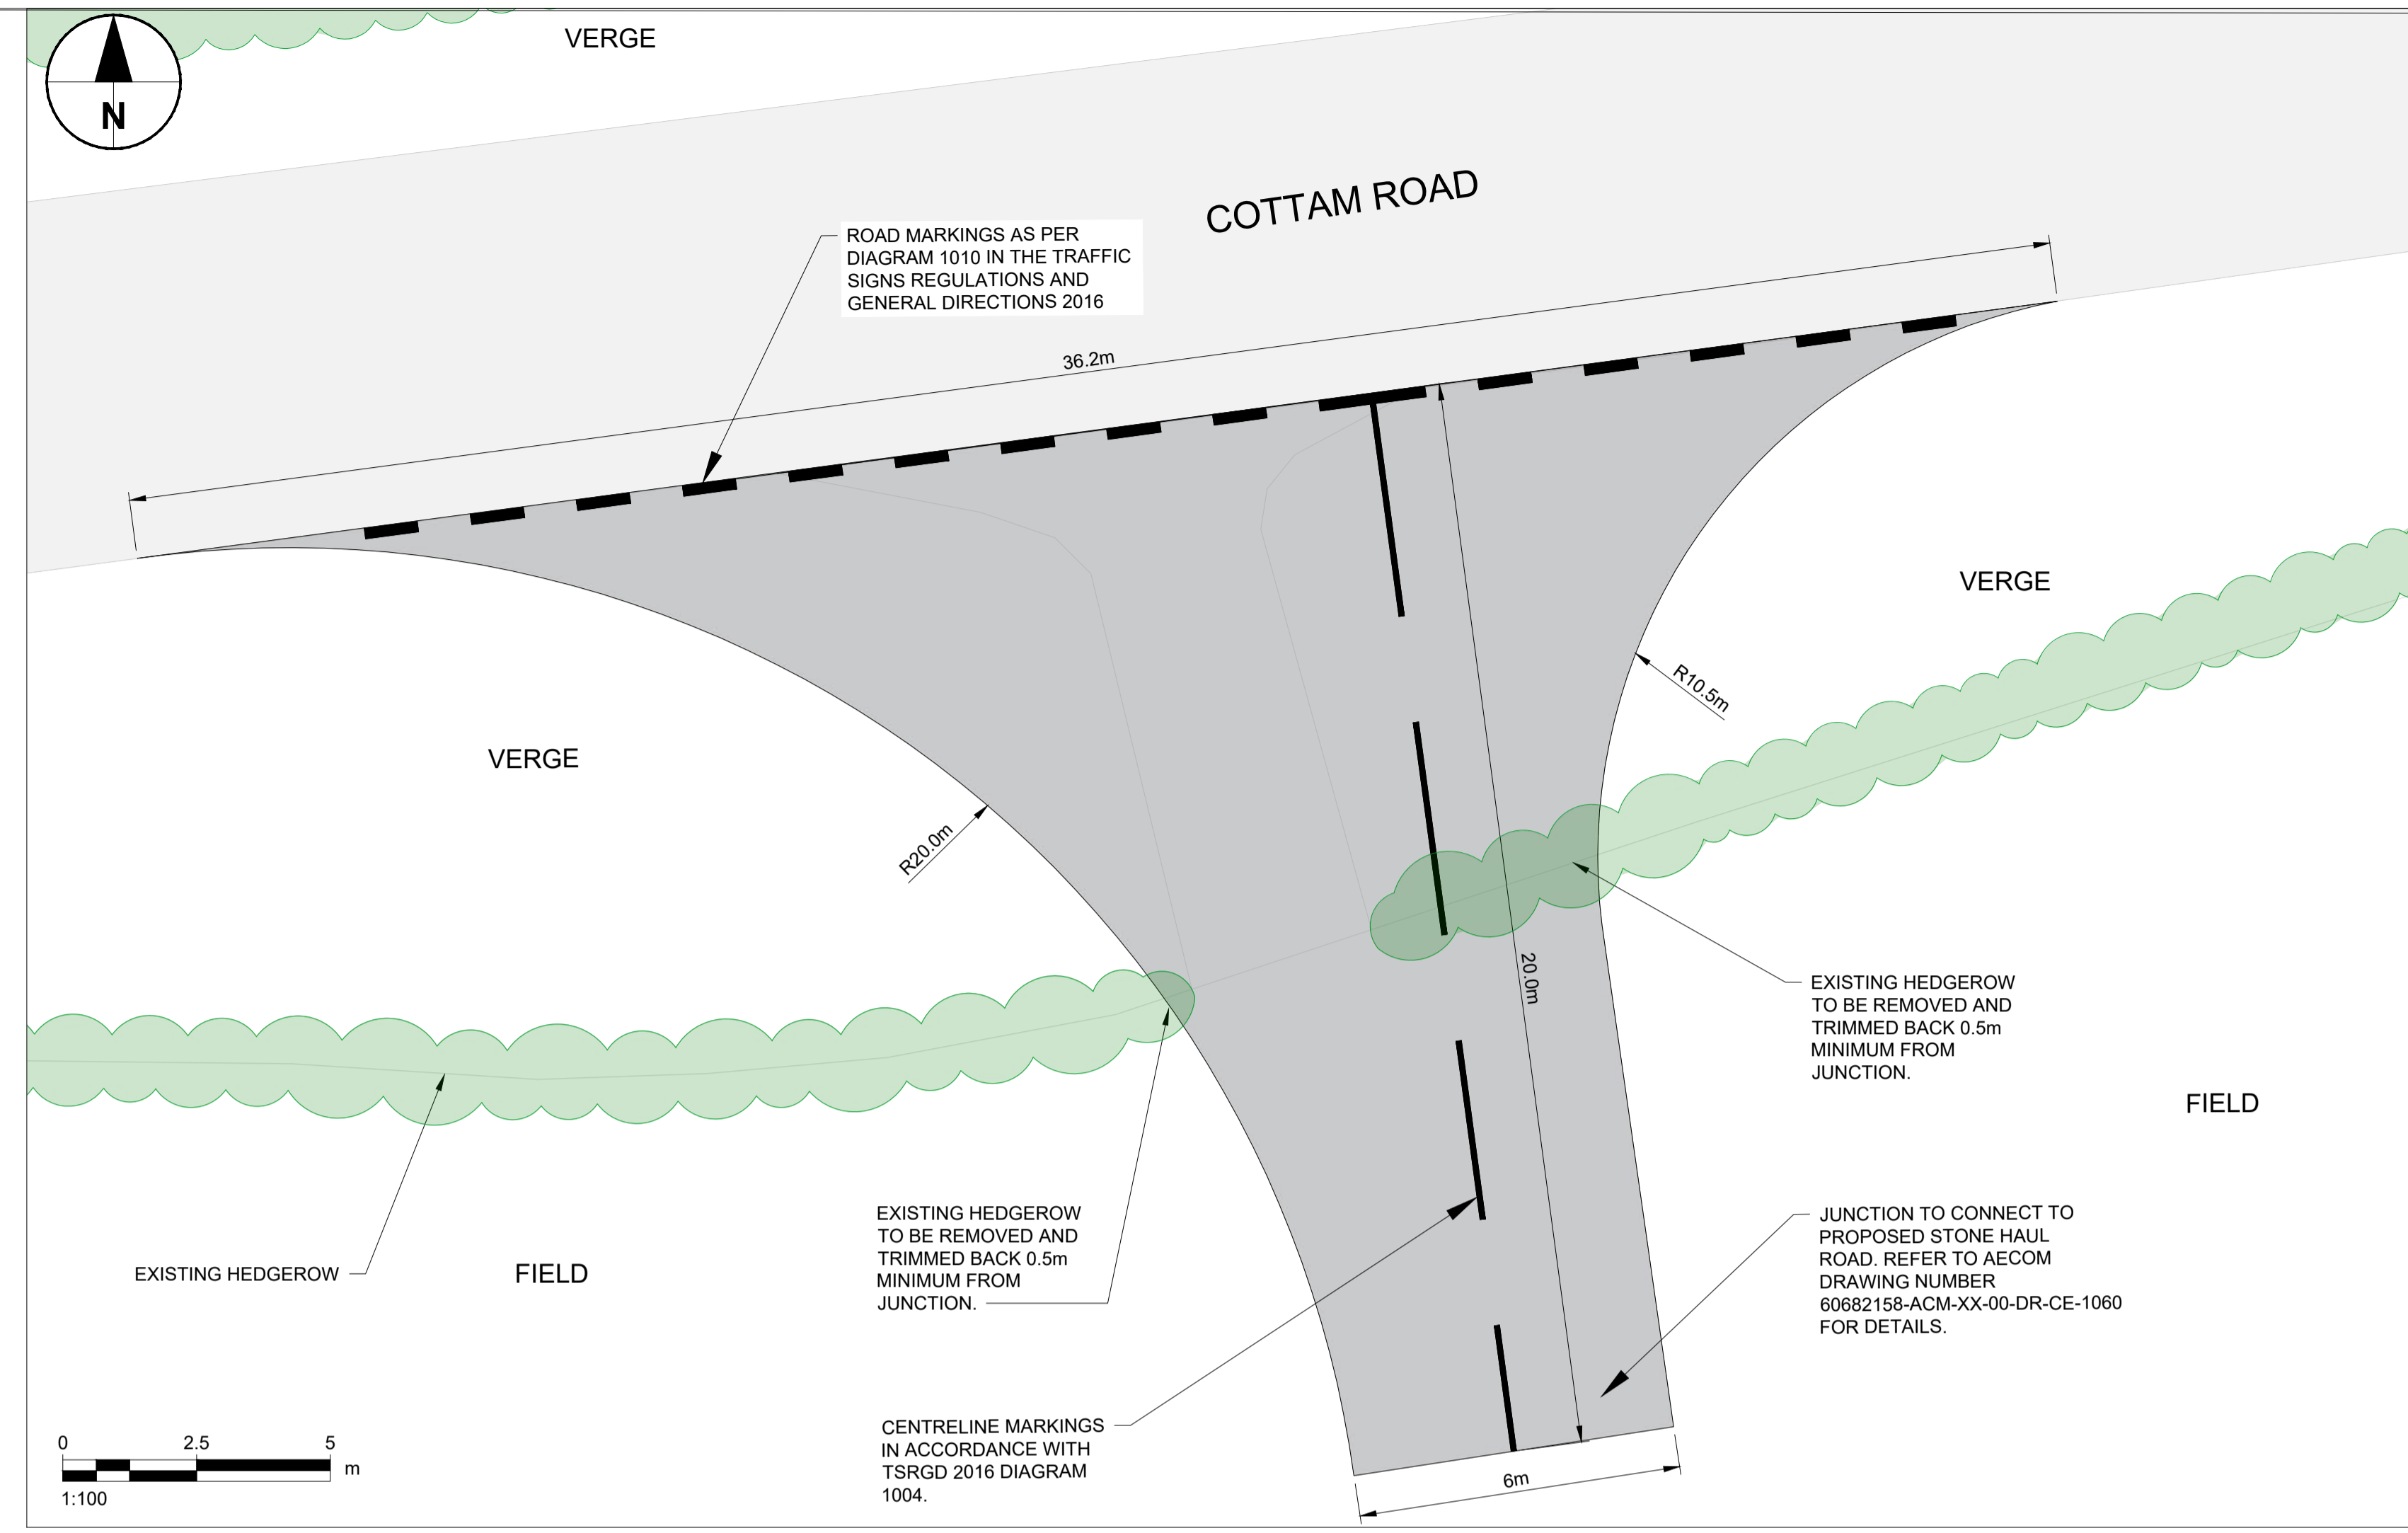 VERGE
N
COTTAM ROAD
ROAD MARKINGS AS PER
DIAGRAM 1010 IN THE TRAFFIC
SIGNS REGULATIONS AND
GENERAL DIRECTIONS 2016
36.2m
VERGE
R10.5m
VERGE
R20.0m
20.0m
EXISTING HEDGEROW
TO BE REMOVED AND
TRIMMED BACK 0.5m
MINIMUM FROM
JUNCTION.
FIELD
EXISTING HEDGEROW
TO BE REMOVED AND
TRIMMED BACK 0.5m
MINIMUM FROM
JUNCTION.
JUNCTION TO CONNECT TO
PROPOSED STONE HAUL
ROAD. REFER TO AECOM
DRAWING NUMBER
60682158-ACM-XX-00-DR-CE-1060
FOR DETAILS.
EXISTING HEDGEROW
FIELD
CENTRELINE MARKINGS
IN ACCORDANCE WITH
TSRGD 2016 DIAGRAM
1004.
0 2.5 5
m
1:100
6m